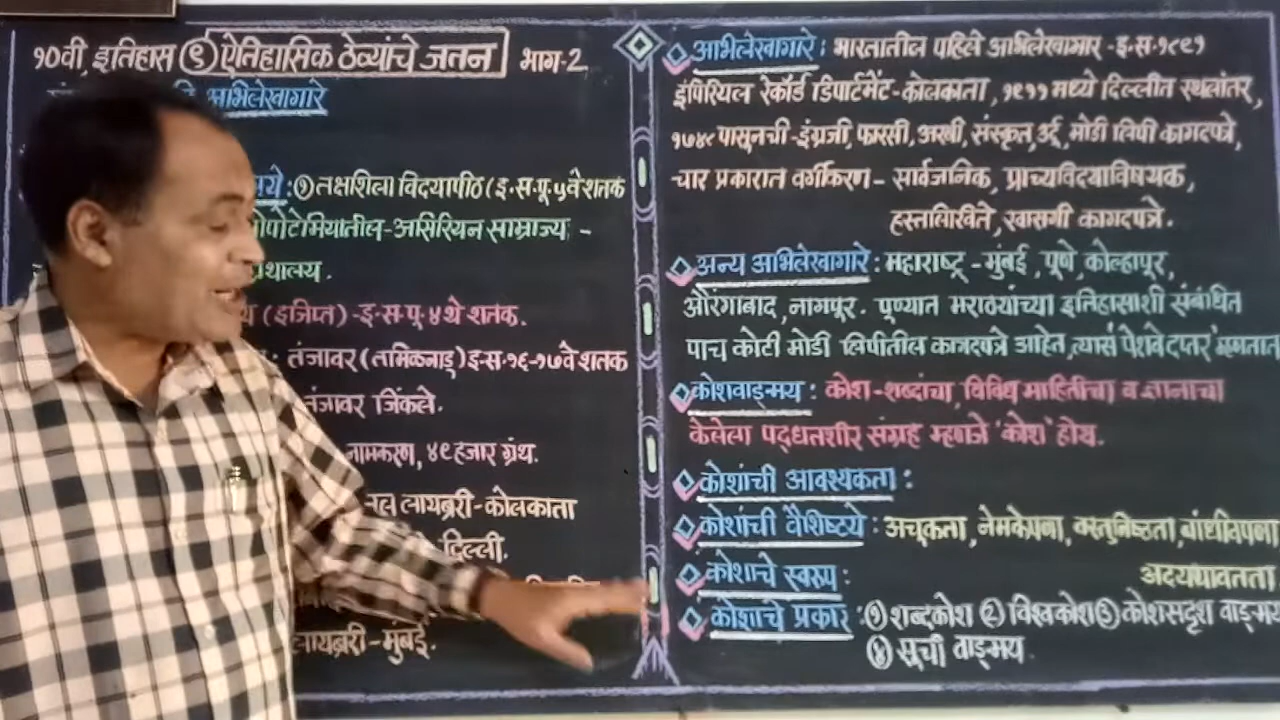 १०वी, इतिहास ९ ऐतिहासिक ठेव्यांचे जतन भाग-2
अभिलेखागारे
①तक्षशिला विद्यापीठ (इ.स.पू.५वे शतक
असिरियन साम्राज्य -
ग्रंथालय.
(इजिप्त) -इ.स.पू.४थे शतक.
तंजावर (तामिळनाडू) इ.स.१६-१७वे शतक
तंजावर जिंकले.
नामकरण, ४९ हजार ग्रंथ.
लायब्ररी-कोलकाता
दिल्ली.
लायब्ररी-मुंबई.
अभिलेखागारे : भारतातील पहिले अभिलेखागार -इ.स.१८९१
इंपिरियल रेकॉर्ड डिपार्टमेंट-कोलकाता, १९११ मध्ये दिल्लीत स्थलांतर,
१७४८ पासूनची-इंग्रजी, फारसी, अरबी, संस्कृत, उर्दू, मोडी लिपी कागदपत्रे,
चार प्रकारात वर्गीकरण- सार्वजनिक, प्राच्यविद्याविषयक,
हस्तलिखिते, खासगी कागदपत्रे.
अन्य अभिलेखागारे : महाराष्ट्र -मुंबई, पुणे, कोल्हापूर,
औरंगाबाद, नागपूर. पुण्यात मराठ्यांच्या इतिहासाशी संबंधित
पाच कोटी मोडी लिपीतील कागदपत्रे आहेत, त्यास पेशवे दप्तर म्हणतात
कोशवाङ्मय : कोश-शब्दांचा, विविध माहितीचा व ज्ञानाचा
केलेला पद्धतशीर संग्रह म्हणजे 'कोश' होय.
कोशांची आवश्यकता :
कोशांची वैशिष्टये : अचूकता, नेमकेपणा, वस्तुनिष्ठता, बांधीवपणा
कोशाचे स्वरूप : अद्ययावतता
कोशाचे प्रकार : ① शब्दकोश ② विश्वकोश ③ कोशसदृश वाङ्मय
④ सूची वाङ्मय.